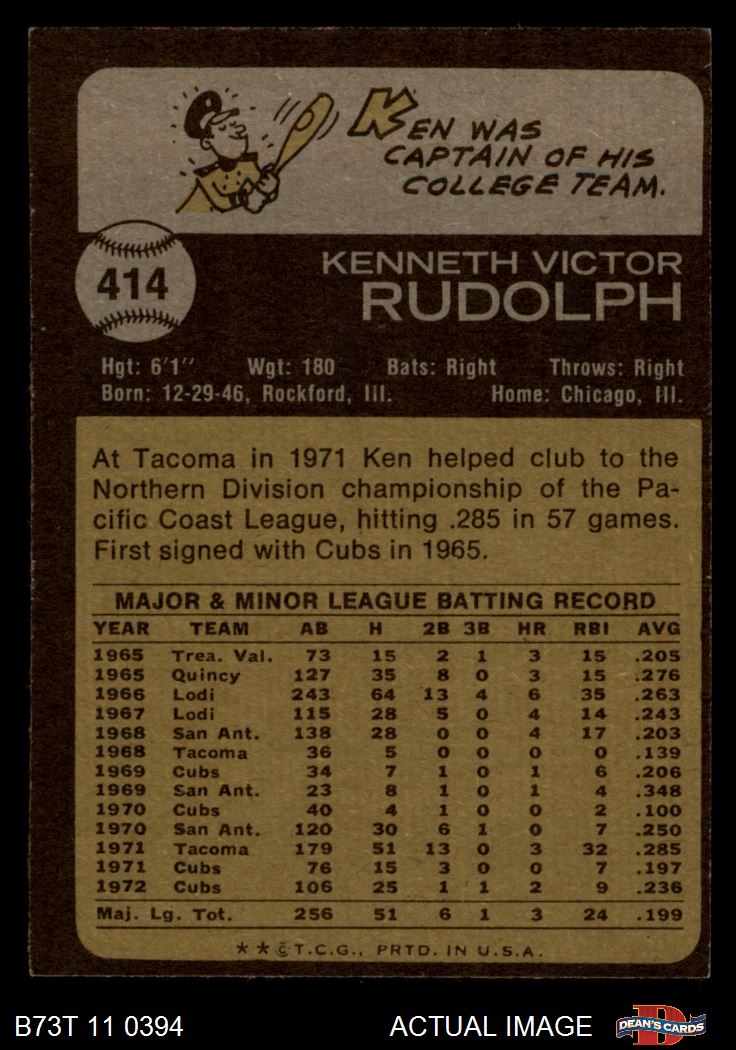 KEN WAS
CAPTAIN OF HIS
COLLEGE TEAM.
414
KENNETH VICTOR
RUDOLPH
Hgt: 6'1" Wgt: 180 Bats: Right Throws: Right
Born: 12-29-46, Rockford, Ill. Home: Chicago, Ill.
At Tacoma in 1971 Ken helped club to the
Northern Division championship of the Pa-
cific Coast League, hitting .285 in 57 games.
First signed with Cubs in 1965.
MAJOR & MINOR LEAGUE BATTING RECORD
YEAR TEAM AB H 2B 3B HR RBI AVG
1965 Trea. Val. 73 15 2 1 3 15 .205
1965 Quincy 127 35 8 0 3 15 .276
1966 Lodi 243 64 13 4 6 35 .263
1967 Lodi 115 28 5 0 4 14 .243
1968 San Ant. 138 28 0 0 4 17 .203
1968 Tacoma 36 5 0 0 0 0 .139
1969 Cubs 34 7 1 0 1 6 .206
1969 San Ant. 23 8 1 0 1 4 .348
1970 Cubs 40 4 1 0 0 2 .100
1970 San Ant. 120 30 6 1 0 7 .250
1971 Tacoma 179 51 13 0 3 32 .285
1971 Cubs 76 15 3 0 0 7 .197
1972 Cubs 106 25 1 1 2 9 .236
Maj. Lg. Tot. 256 51 6 1 3 24 .199
* * © T.C.G., PRTD. IN U.S.A.
B73T 11 0394 ACTUAL IMAGE DEAN'S CARDS